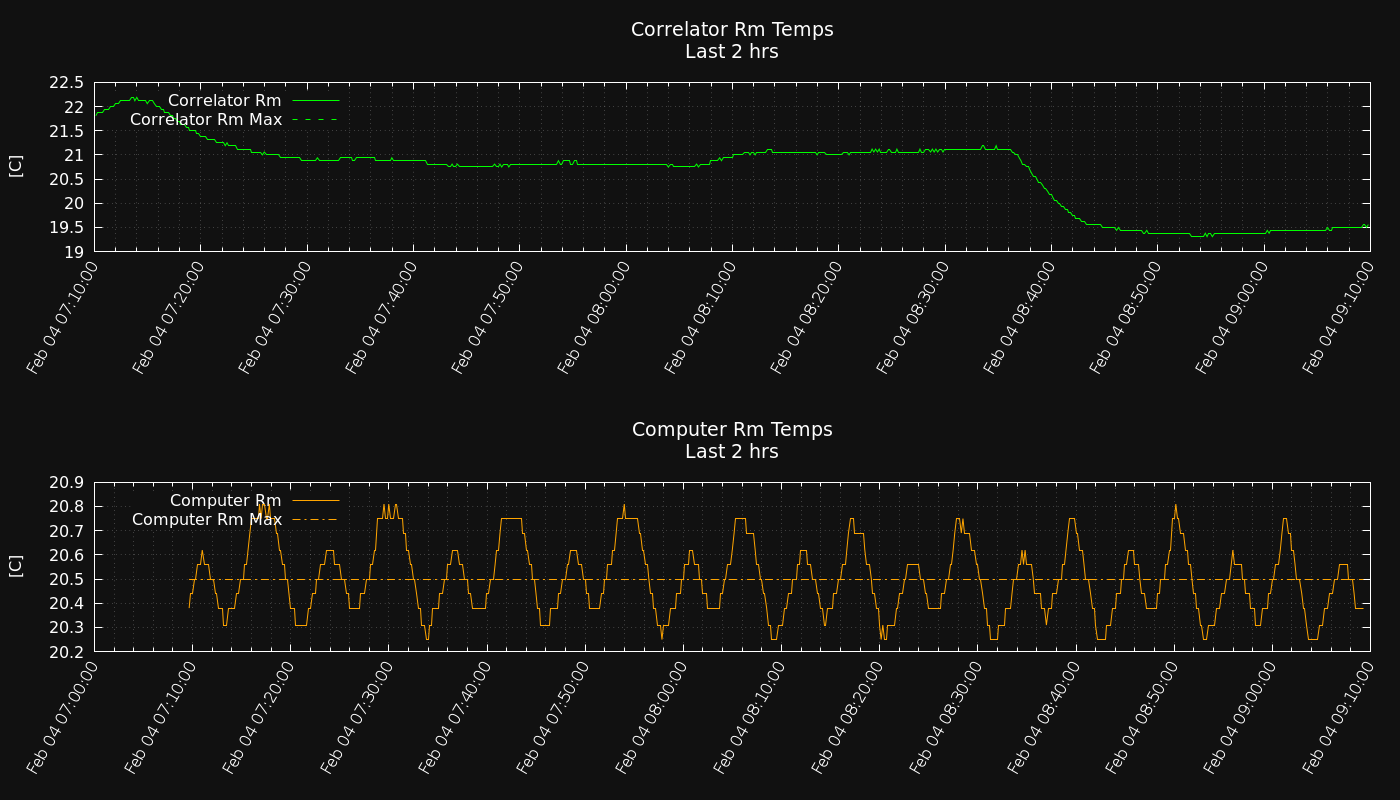 Correlator Rm Temps
Last 2 hrs
22.5
22
21.5
21
20.5
20
19.5
19
[C]
Correlator Rm
Correlator Rm Max
Feb 04 07:10:00
Feb 04 07:20:00
Feb 04 07:30:00
Feb 04 07:40:00
Feb 04 07:50:00
Feb 04 08:00:00
Feb 04 08:10:00
Feb 04 08:20:00
Feb 04 08:30:00
Feb 04 08:40:00
Feb 04 08:50:00
Feb 04 09:00:00
Feb 04 09:10:00
Computer Rm Temps
Last 2 hrs
20.9
20.8
20.7
20.6
20.5
20.4
20.3
20.2
[C]
Computer Rm
Computer Rm Max
Feb 04 07:00:00
Feb 04 07:10:00
Feb 04 07:20:00
Feb 04 07:30:00
Feb 04 07:40:00
Feb 04 07:50:00
Feb 04 08:00:00
Feb 04 08:10:00
Feb 04 08:20:00
Feb 04 08:30:00
Feb 04 08:40:00
Feb 04 08:50:00
Feb 04 09:00:00
Feb 04 09:10:00